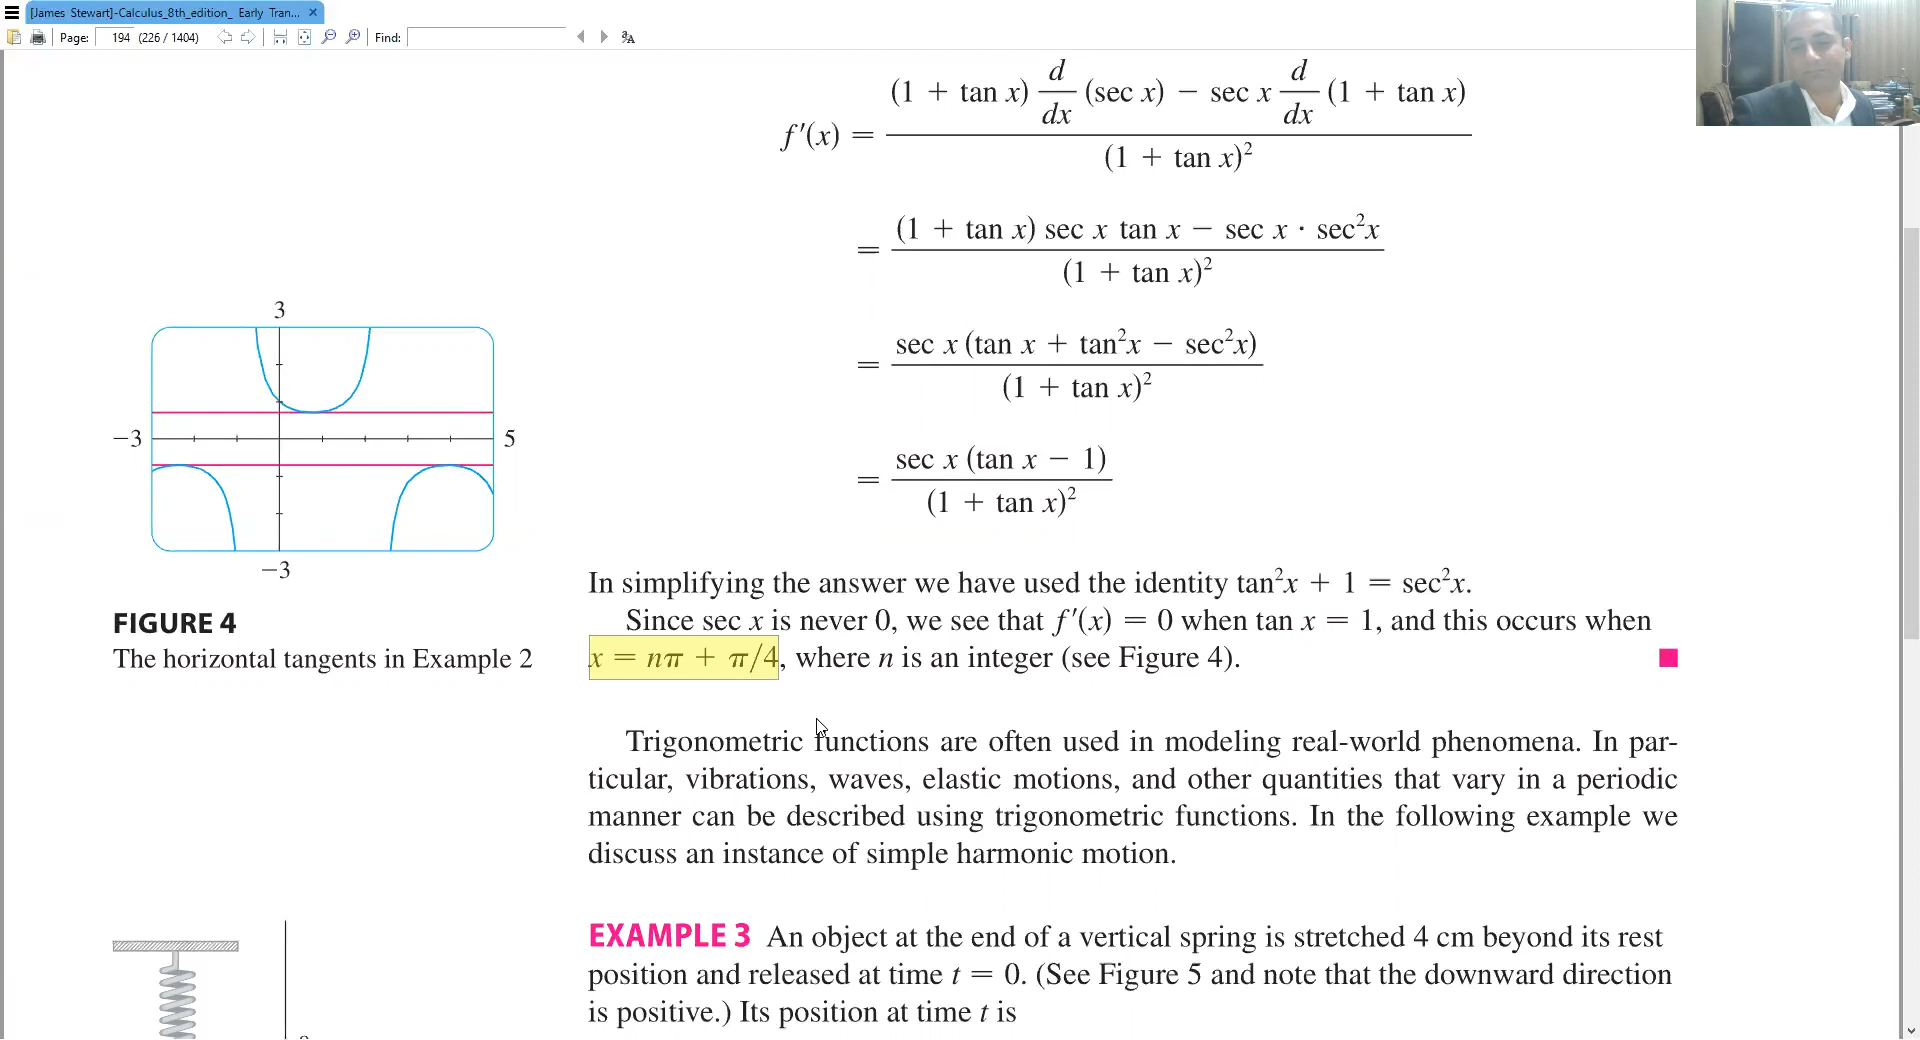 [James Stewart]-Calculus_8th_edition_ Early Tran... ×
Page: 194 (226 / 1404) Find:
f′(x) = ((1 + tan x) d/dx (sec x) − sec x d/dx (1 + tan x)) / (1 + tan x)²
= ((1 + tan x) sec x tan x − sec x · sec²x) / (1 + tan x)²
= (sec x (tan x + tan²x − sec²x)) / (1 + tan x)²
= (sec x (tan x − 1)) / (1 + tan x)²
3
−3
5
−3
FIGURE 4
The horizontal tangents in Example 2
In simplifying the answer we have used the identity tan²x + 1 = sec²x.
Since sec x is never 0, we see that f′(x) = 0 when tan x = 1, and this occurs when
x = nπ + π/4, where n is an integer (see Figure 4).
Trigonometric functions are often used in modeling real-world phenomena. In par-
ticular, vibrations, waves, elastic motions, and other quantities that vary in a periodic
manner can be described using trigonometric functions. In the following example we
discuss an instance of simple harmonic motion.
EXAMPLE 3 An object at the end of a vertical spring is stretched 4 cm beyond its rest
position and released at time t = 0. (See Figure 5 and note that the downward direction
is positive.) Its position at time t is